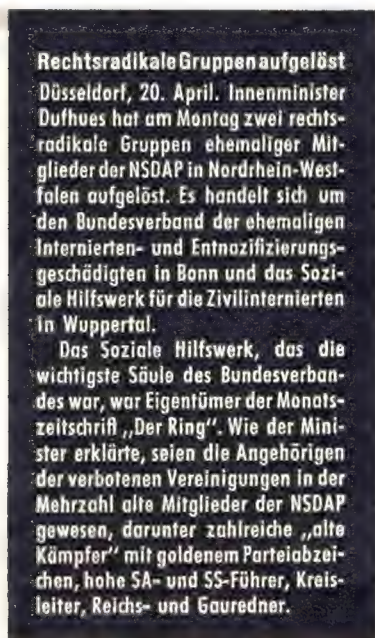 Rechtsradikale Gruppen aufgelöst
Düsseldorf, 20. April. Innenminister
Dufhues hat am Montag zwei rechts-
radikale Gruppen ehemaliger Mit-
glieder der NSDAP in Nordrhein-West-
falen aufgelöst. Es handelt sich um
den Bundesverband der ehemaligen
Internierten- und Entnazifizierungs-
geschädigten in Bonn und das Sozi-
ale Hilfswerk für die Zivilinternierten
in Wuppertal.
Das Soziale Hilfswerk, das die
wichtigste Säule des Bundesverban-
des war, war Eigentümer der Monats-
zeitschrift „Der Ring“. Wie der Mini-
ster erklärte, seien die Angehörigen
der verbotenen Vereinigungen in der
Mehrzahl alte Mitglieder der NSDAP
gewesen, darunter zahlreiche „alte
Kämpfer“ mit goldenem Parteiabzei-
chen, hohe SA- und SS-Führer, Kreis-
leiter, Reichs- und Gauredner.